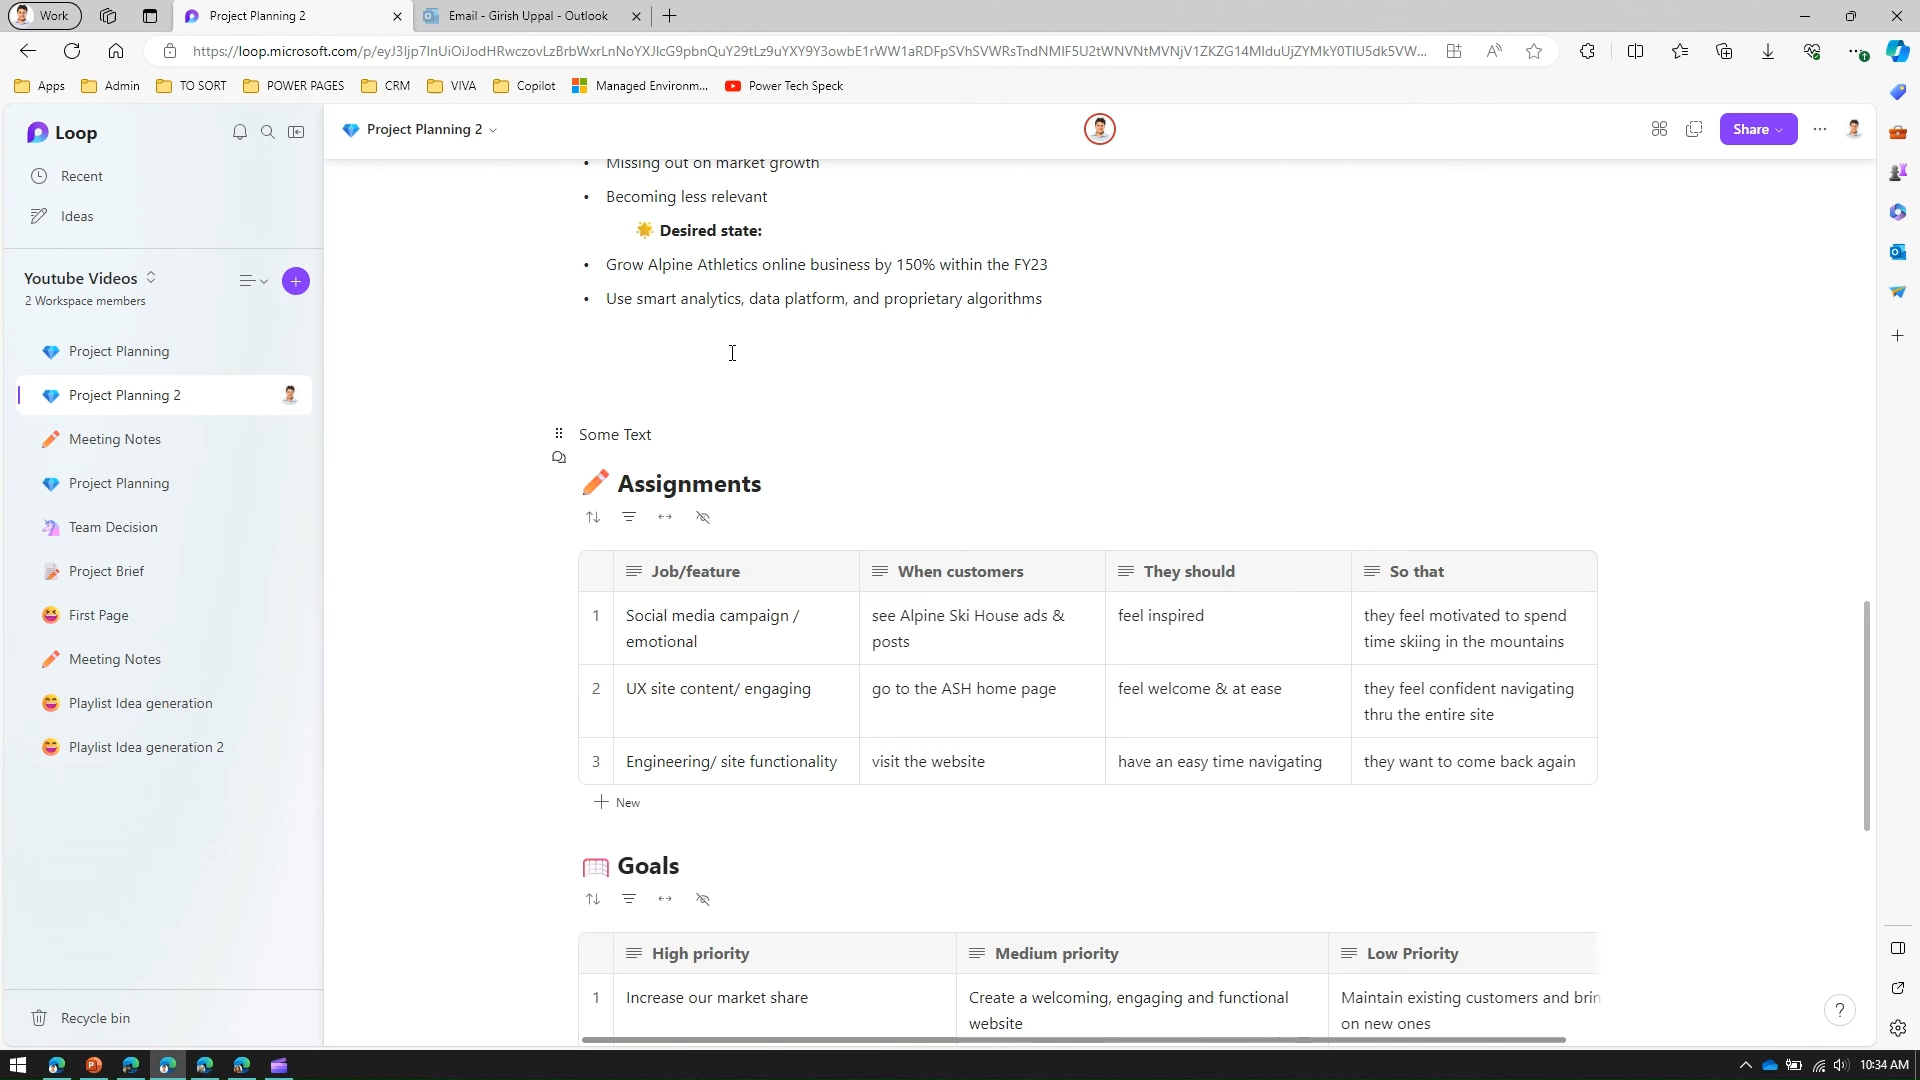 Work
Project Planning 2
Email - Girish Uppal - Outlook
Apps
Admin
TO SORT
POWER PAGES
CRM
VIVA
Copilot
Managed Environm...
Power Tech Speck
Loop
Recent
Ideas
Youtube Videos
2 Workspace members
Project Planning
Project Planning 2
Meeting Notes
Project Planning
Team Decision
Project Brief
First Page
Meeting Notes
Playlist Idea generation
Playlist Idea generation 2
Recycle bin
Project Planning 2
Share
• Missing out on market growth
• Becoming less relevant
Desired state:
• Grow Alpine Athletics online business by 150% within the FY23
• Use smart analytics, data platform, and proprietary algorithms
Some Text
Assignments
Job/feature When customers They should So that
1 Social media campaign / see Alpine Ski House ads & feel inspired they feel motivated to spend
emotional posts time skiing in the mountains
2 UX site content/ engaging go to the ASH home page feel welcome & at ease they feel confident navigating
thru the entire site
3 Engineering/ site functionality visit the website have an easy time navigating they want to come back again
+ New
Goals
High priority Medium priority Low Priority
1 Increase our market share Create a welcoming, engaging and functional Maintain existing customers and brin
website on new ones
?
10:34 AM